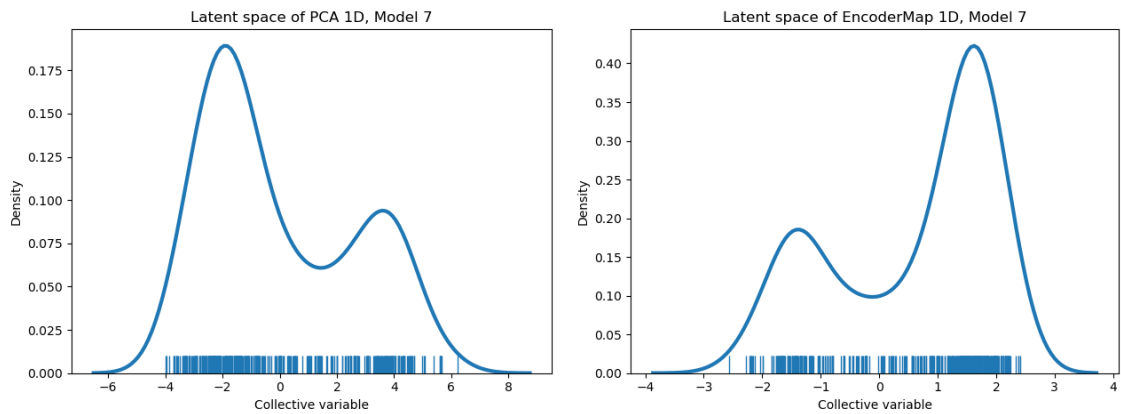 Latent space of PCA 1D, Model 7
Density
0.175
0.150
0.125
0.100
0.075
0.050
0.025
0.000
−6 −4 −2 0 2 4 6 8
Collective variable
Latent space of EncoderMap 1D, Model 7
Density
0.40
0.35
0.30
0.25
0.20
0.15
0.10
0.05
0.00
−4 −3 −2 −1 0 1 2 3 4
Collective variable